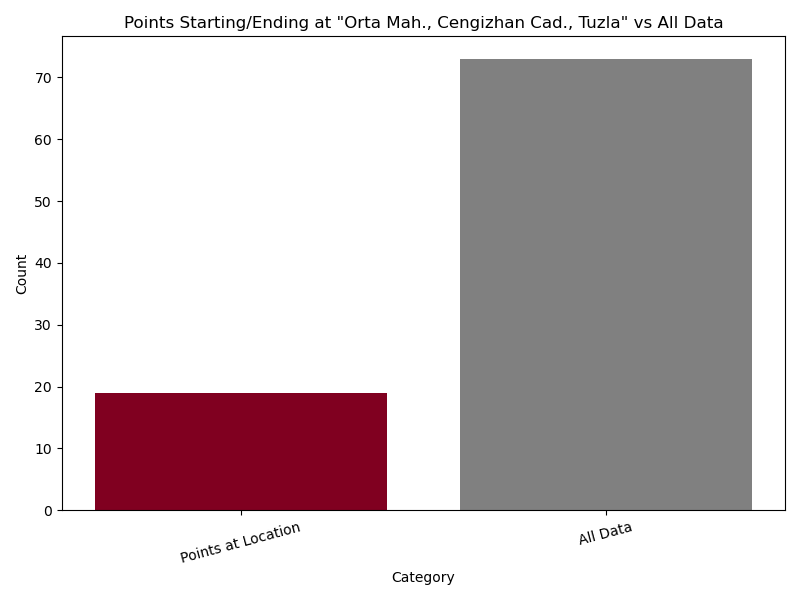 Points Starting/Ending at "Orta Mah., Cengizhan Cad., Tuzla" vs All Data
Count
70
60
50
40
30
20
10
0
Points at Location
All Data
Category